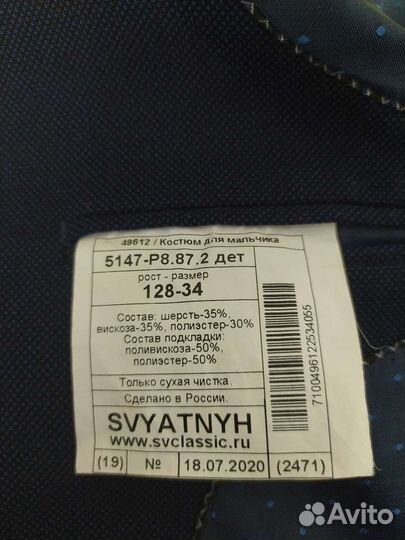 49612 / Костюм для мальчика
5147-Р8.87.2 дет
рост - размер
128-34
Состав: шерсть-35%,
вискоза-35%, полиэстер-30%
Состав подкладки:
поливискоза-50%,
полиэстер-50%
Только сухая чистка.
Сделано в России.
SVYATNYH
www.svclassic.ru
(19) № 18.07.2020 (2471)
7100496122534055
Avito